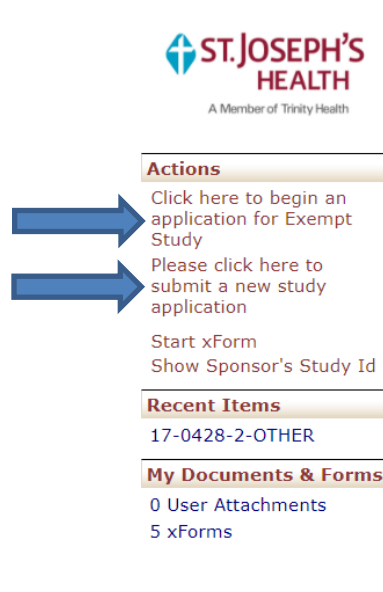 ST.JOSEPH'S
HEALTH
A Member of Trinity Health
Actions
Click here to begin an
application for Exempt
Study
Please click here to
submit a new study
application
Start xForm
Show Sponsor's Study Id
Recent Items
17-0428-2-OTHER
My Documents & Forms
0 User Attachments
5 xForms